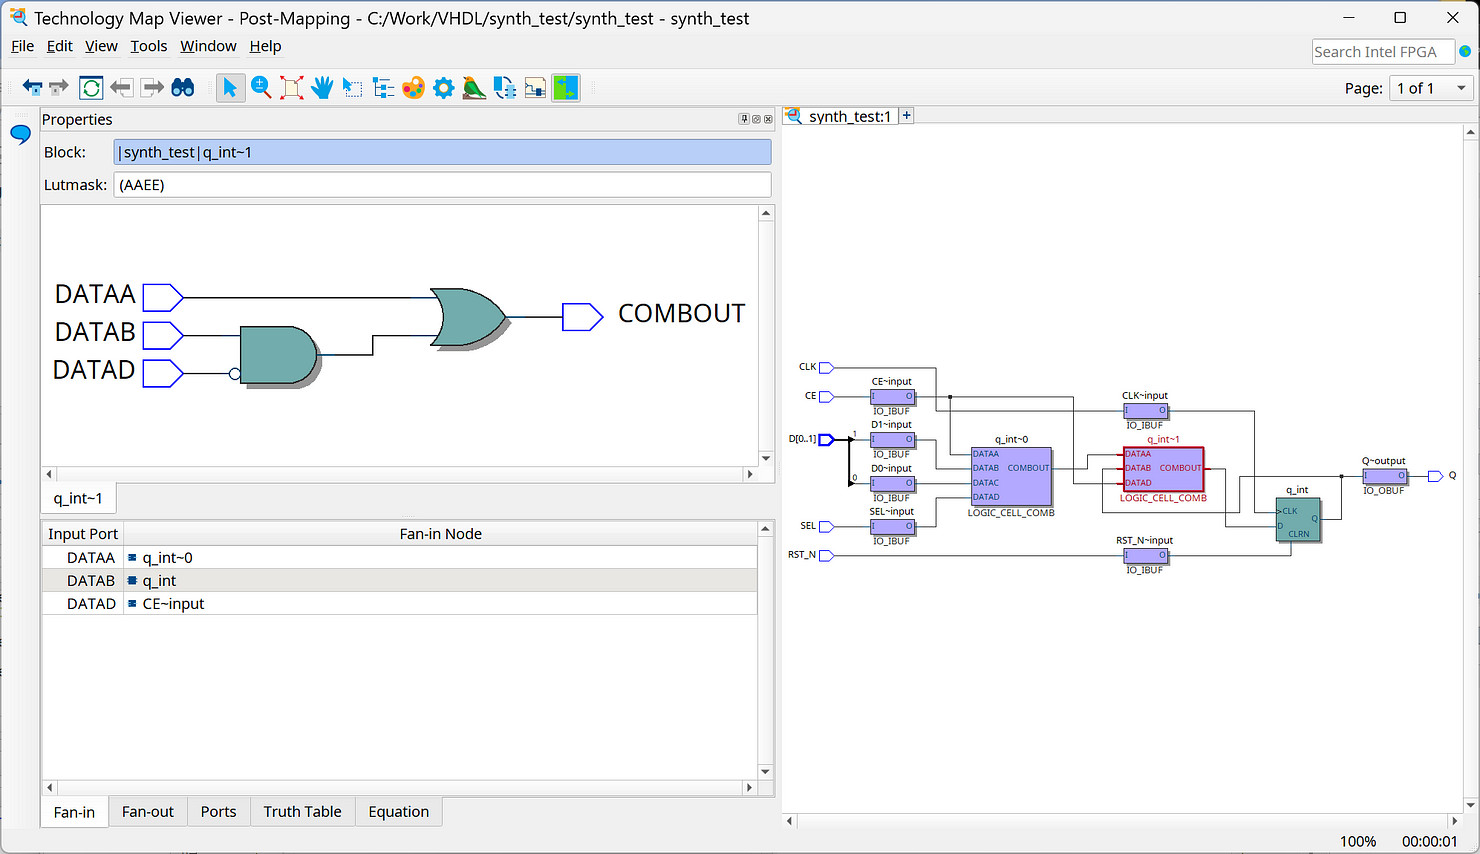 Technology Map Viewer - Post-Mapping - C:/Work/VHDL/synth_test/synth_test - synth_test
File Edit View Tools Window Help
Search Intel FPGA
Page: 1 of 1
Properties
Block: |synth_test|q_int~1
Lutmask: (AAEE)
DATAA
DATAB
DATAD
COMBOUT
q_int~1
Input Port Fan-in Node
DATAA q_int~0
DATAB q_int
DATAD CE~input
Fan-in Fan-out Ports Truth Table Equation
synth_test:1 +
CLK
CE
CE~input
I O
IO_IBUF
D[0..1]
1
0
D1~input
I O
IO_IBUF
D0~input
I O
IO_IBUF
SEL
SEL~input
I O
IO_IBUF
RST_N
q_int~0
DATAA
DATAB COMBOUT
DATAC
DATAD
LOGIC_CELL_COMB
CLK~input
I O
IO_IBUF
q_int~1
DATAA
DATAB COMBOUT
DATAD
LOGIC_CELL_COMB
RST_N~input
I O
IO_IBUF
q_int
>CLK
D Q
CLRN
Q~output
I O
IO_OBUF
Q
100% 00:00:01